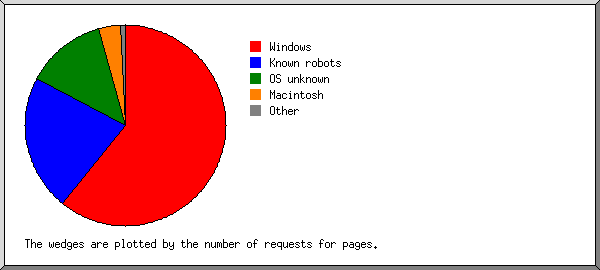 Windows
Known robots
OS unknown
Macintosh
Other
The wedges are plotted by the number of requests for pages.